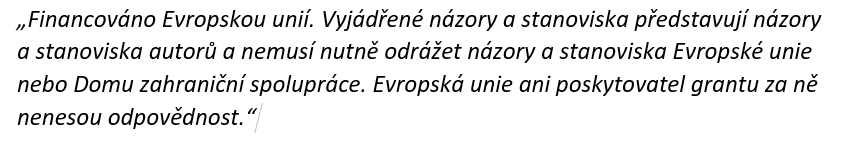 „Financováno Evropskou unií. Vyjádřené názory a stanoviska představují názory
a stanoviska autorů a nemusí nutně odrážet názory a stanoviska Evropské unie
nebo Domu zahraniční spolupráce. Evropská unie ani poskytovatel grantu za ně
nenesou odpovědnost.“